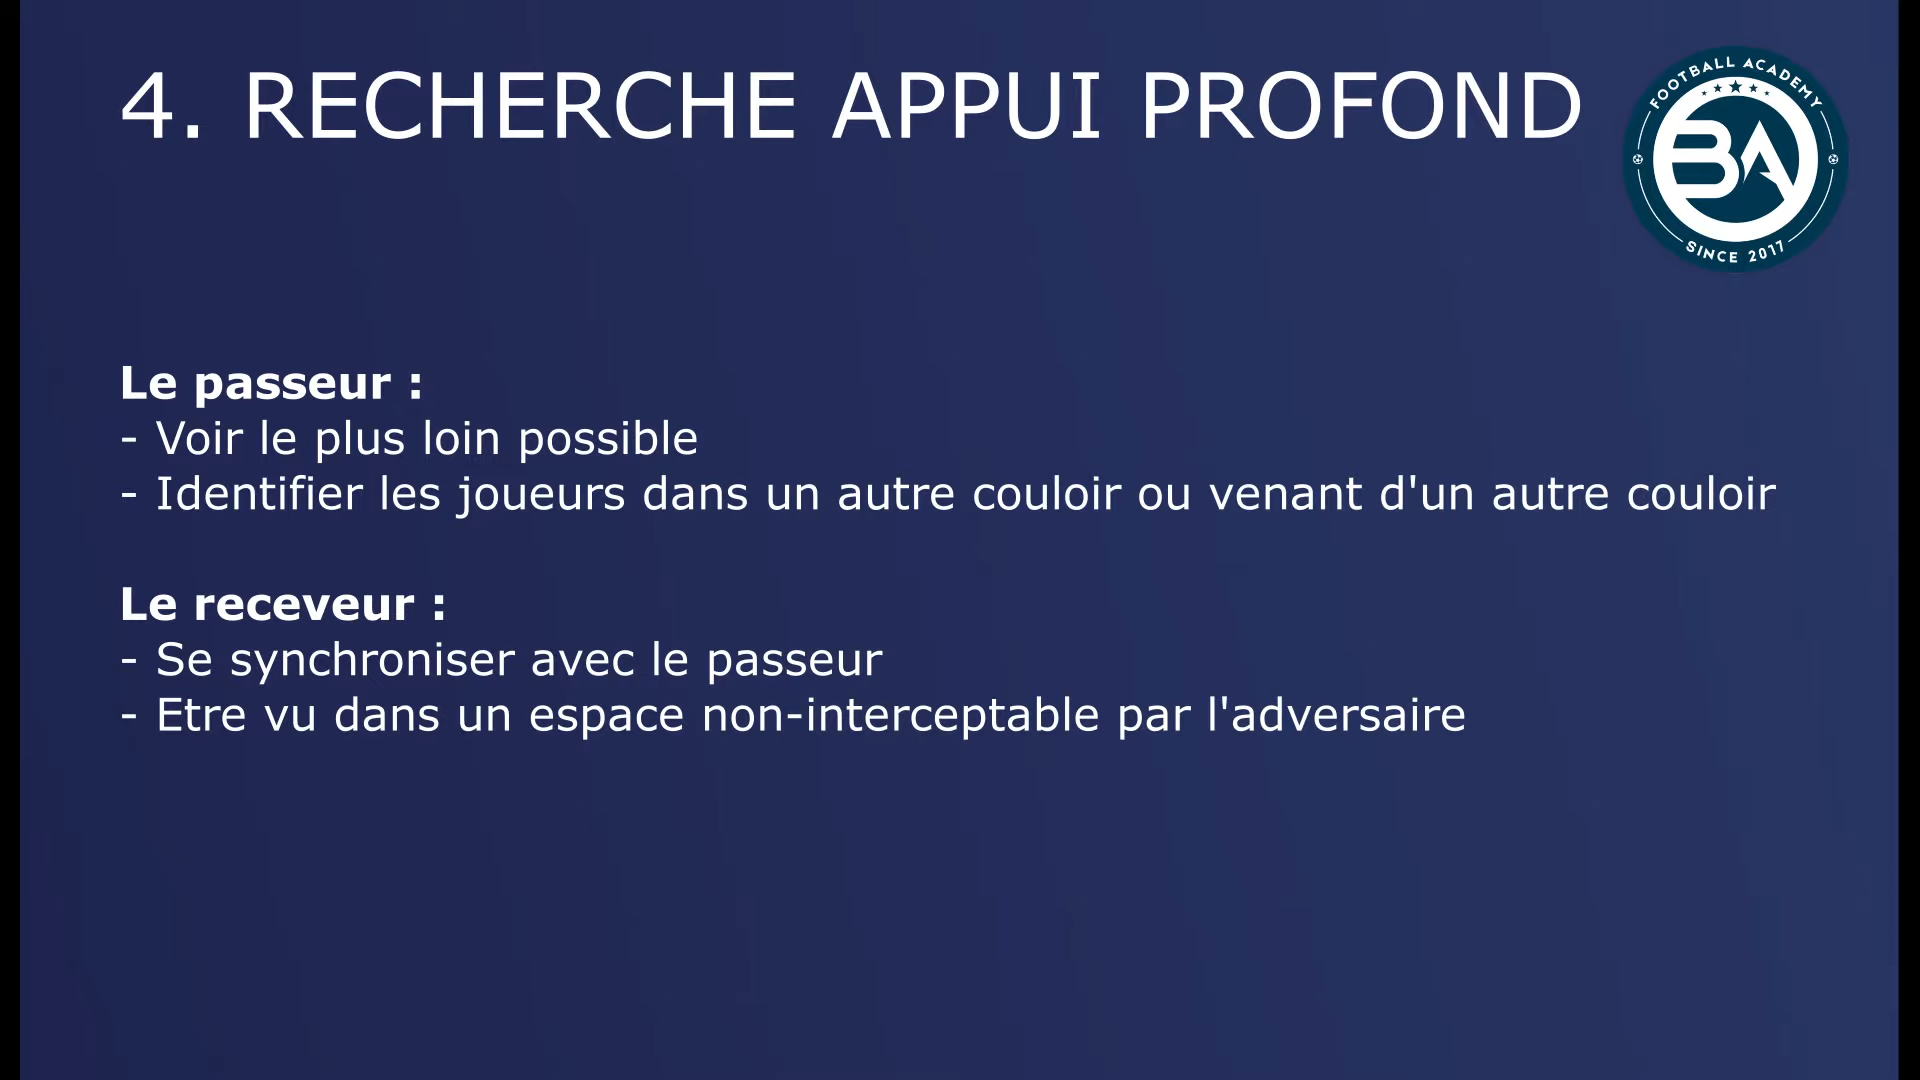 4. RECHERCHE APPUI PROFOND
FOOTBALL ACADEMY
BA
SINCE 2017
Le passeur :
- Voir le plus loin possible
- Identifier les joueurs dans un autre couloir ou venant d'un autre couloir
Le receveur :
- Se synchroniser avec le passeur
- Etre vu dans un espace non-interceptable par l'adversaire